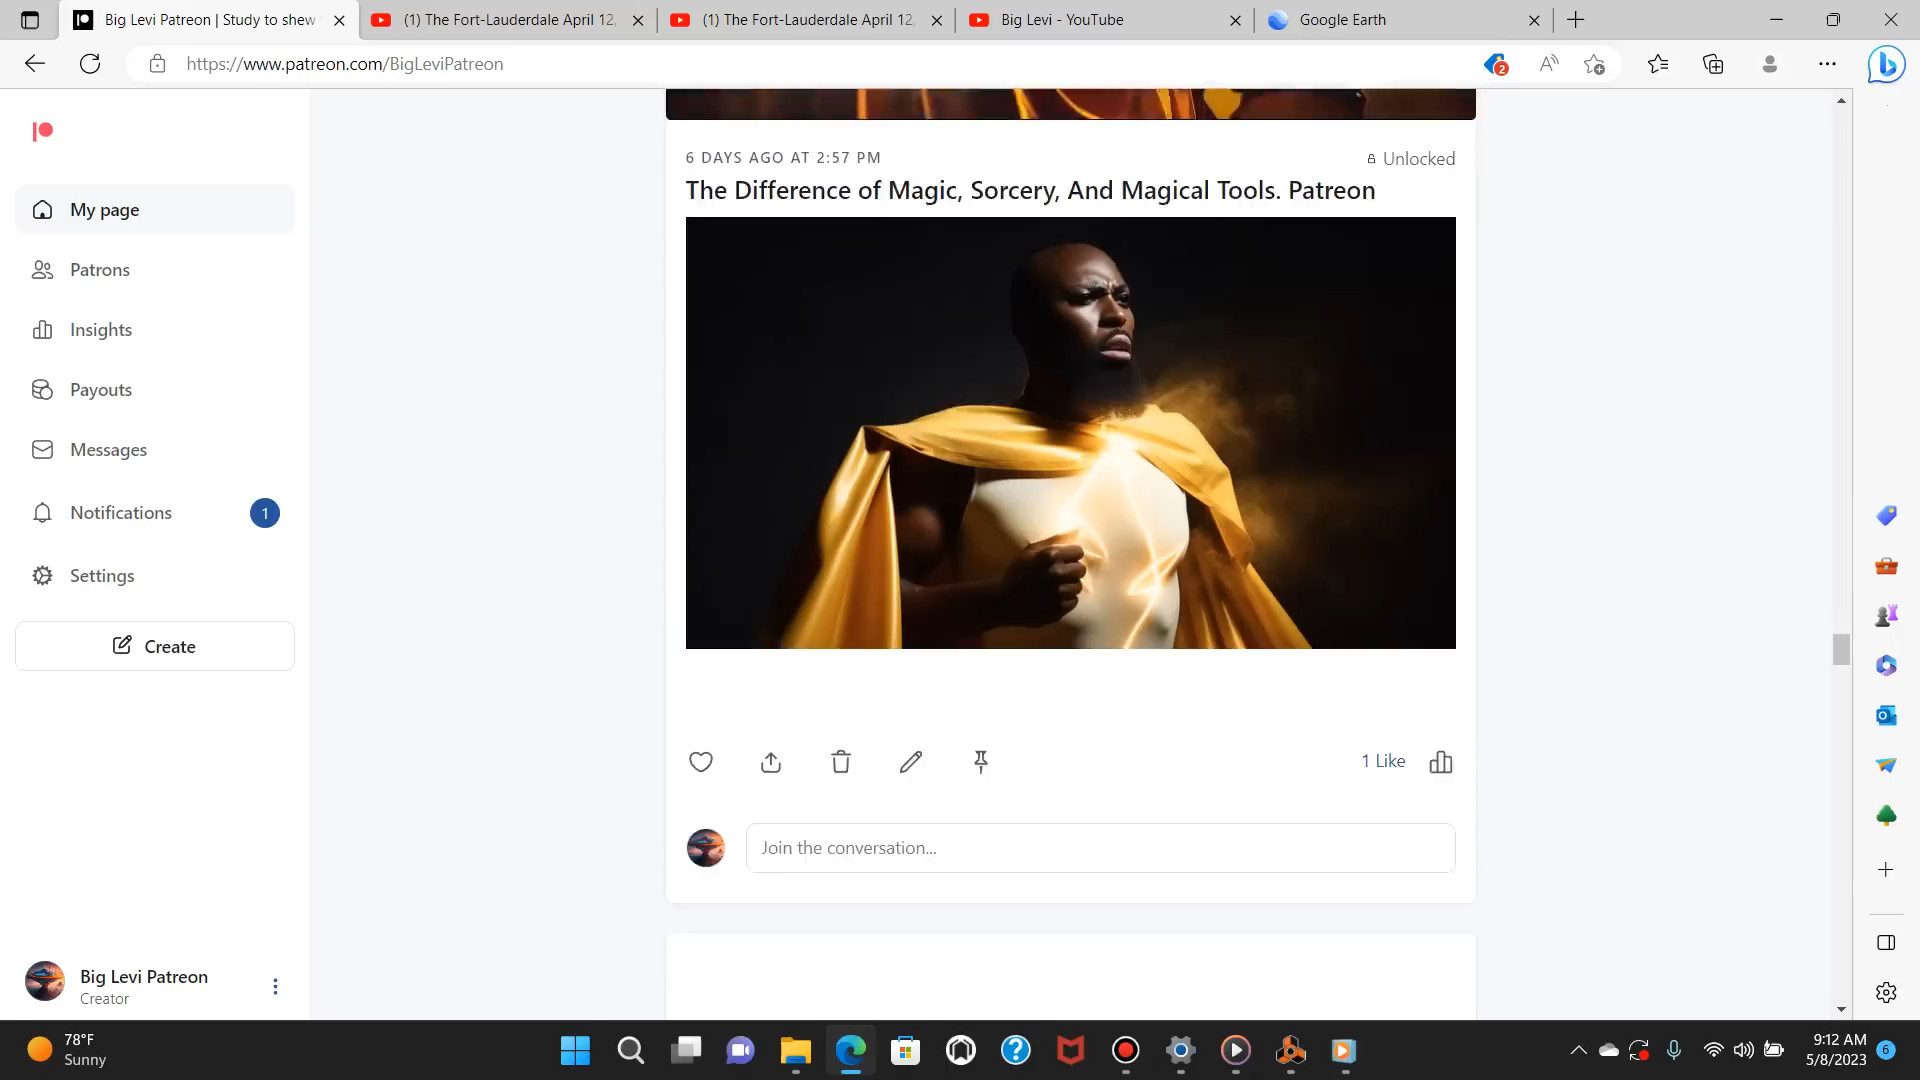 Big Levi Patreon | Study to shew
(1) The Fort-Lauderdale April 12,
(1) The Fort-Lauderdale April 12,
Big Levi - YouTube
Google Earth
https://www.patreon.com/BigLeviPatreon
2
My page
Patrons
Insights
Payouts
Messages
Notifications
1
Settings
Create
Big Levi Patreon
Creator
6 DAYS AGO AT 2:57 PM
Unlocked
The Difference of Magic, Sorcery, And Magical Tools. Patreon
1 Like
Join the conversation...
78°F
Sunny
9:12 AM
5/8/2023
6